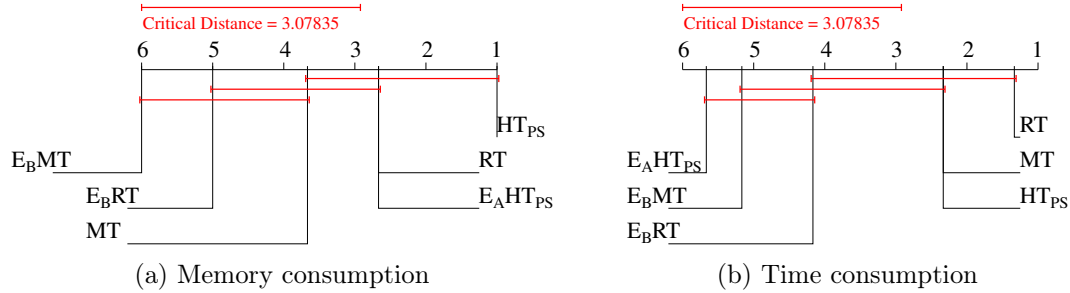 Critical Distance = 3.07835
6 5 4 3 2 1
HT_PS
E_BMT RT
E_BRT E_AHT_PS
MT
(a) Memory consumption
Critical Distance = 3.07835
6 5 4 3 2 1
RT
E_AHT_PS MT
E_BMT HT_PS
E_BRT
(b) Time consumption